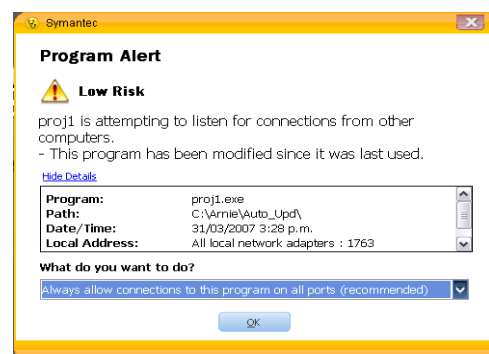 Symantec
Program Alert
Low Risk
proj1 is attempting to listen for connections from other
computers.
- This program has been modified since it was last used.
Hide Details
Program: proj1.exe
Path: C:\Arnie\Auto_Upd\
Date/Time: 31/03/2007 3:28 p.m.
Local Address: All local network adapters : 1763
What do you want to do?
Always allow connections to this program on all ports (recommended)
OK